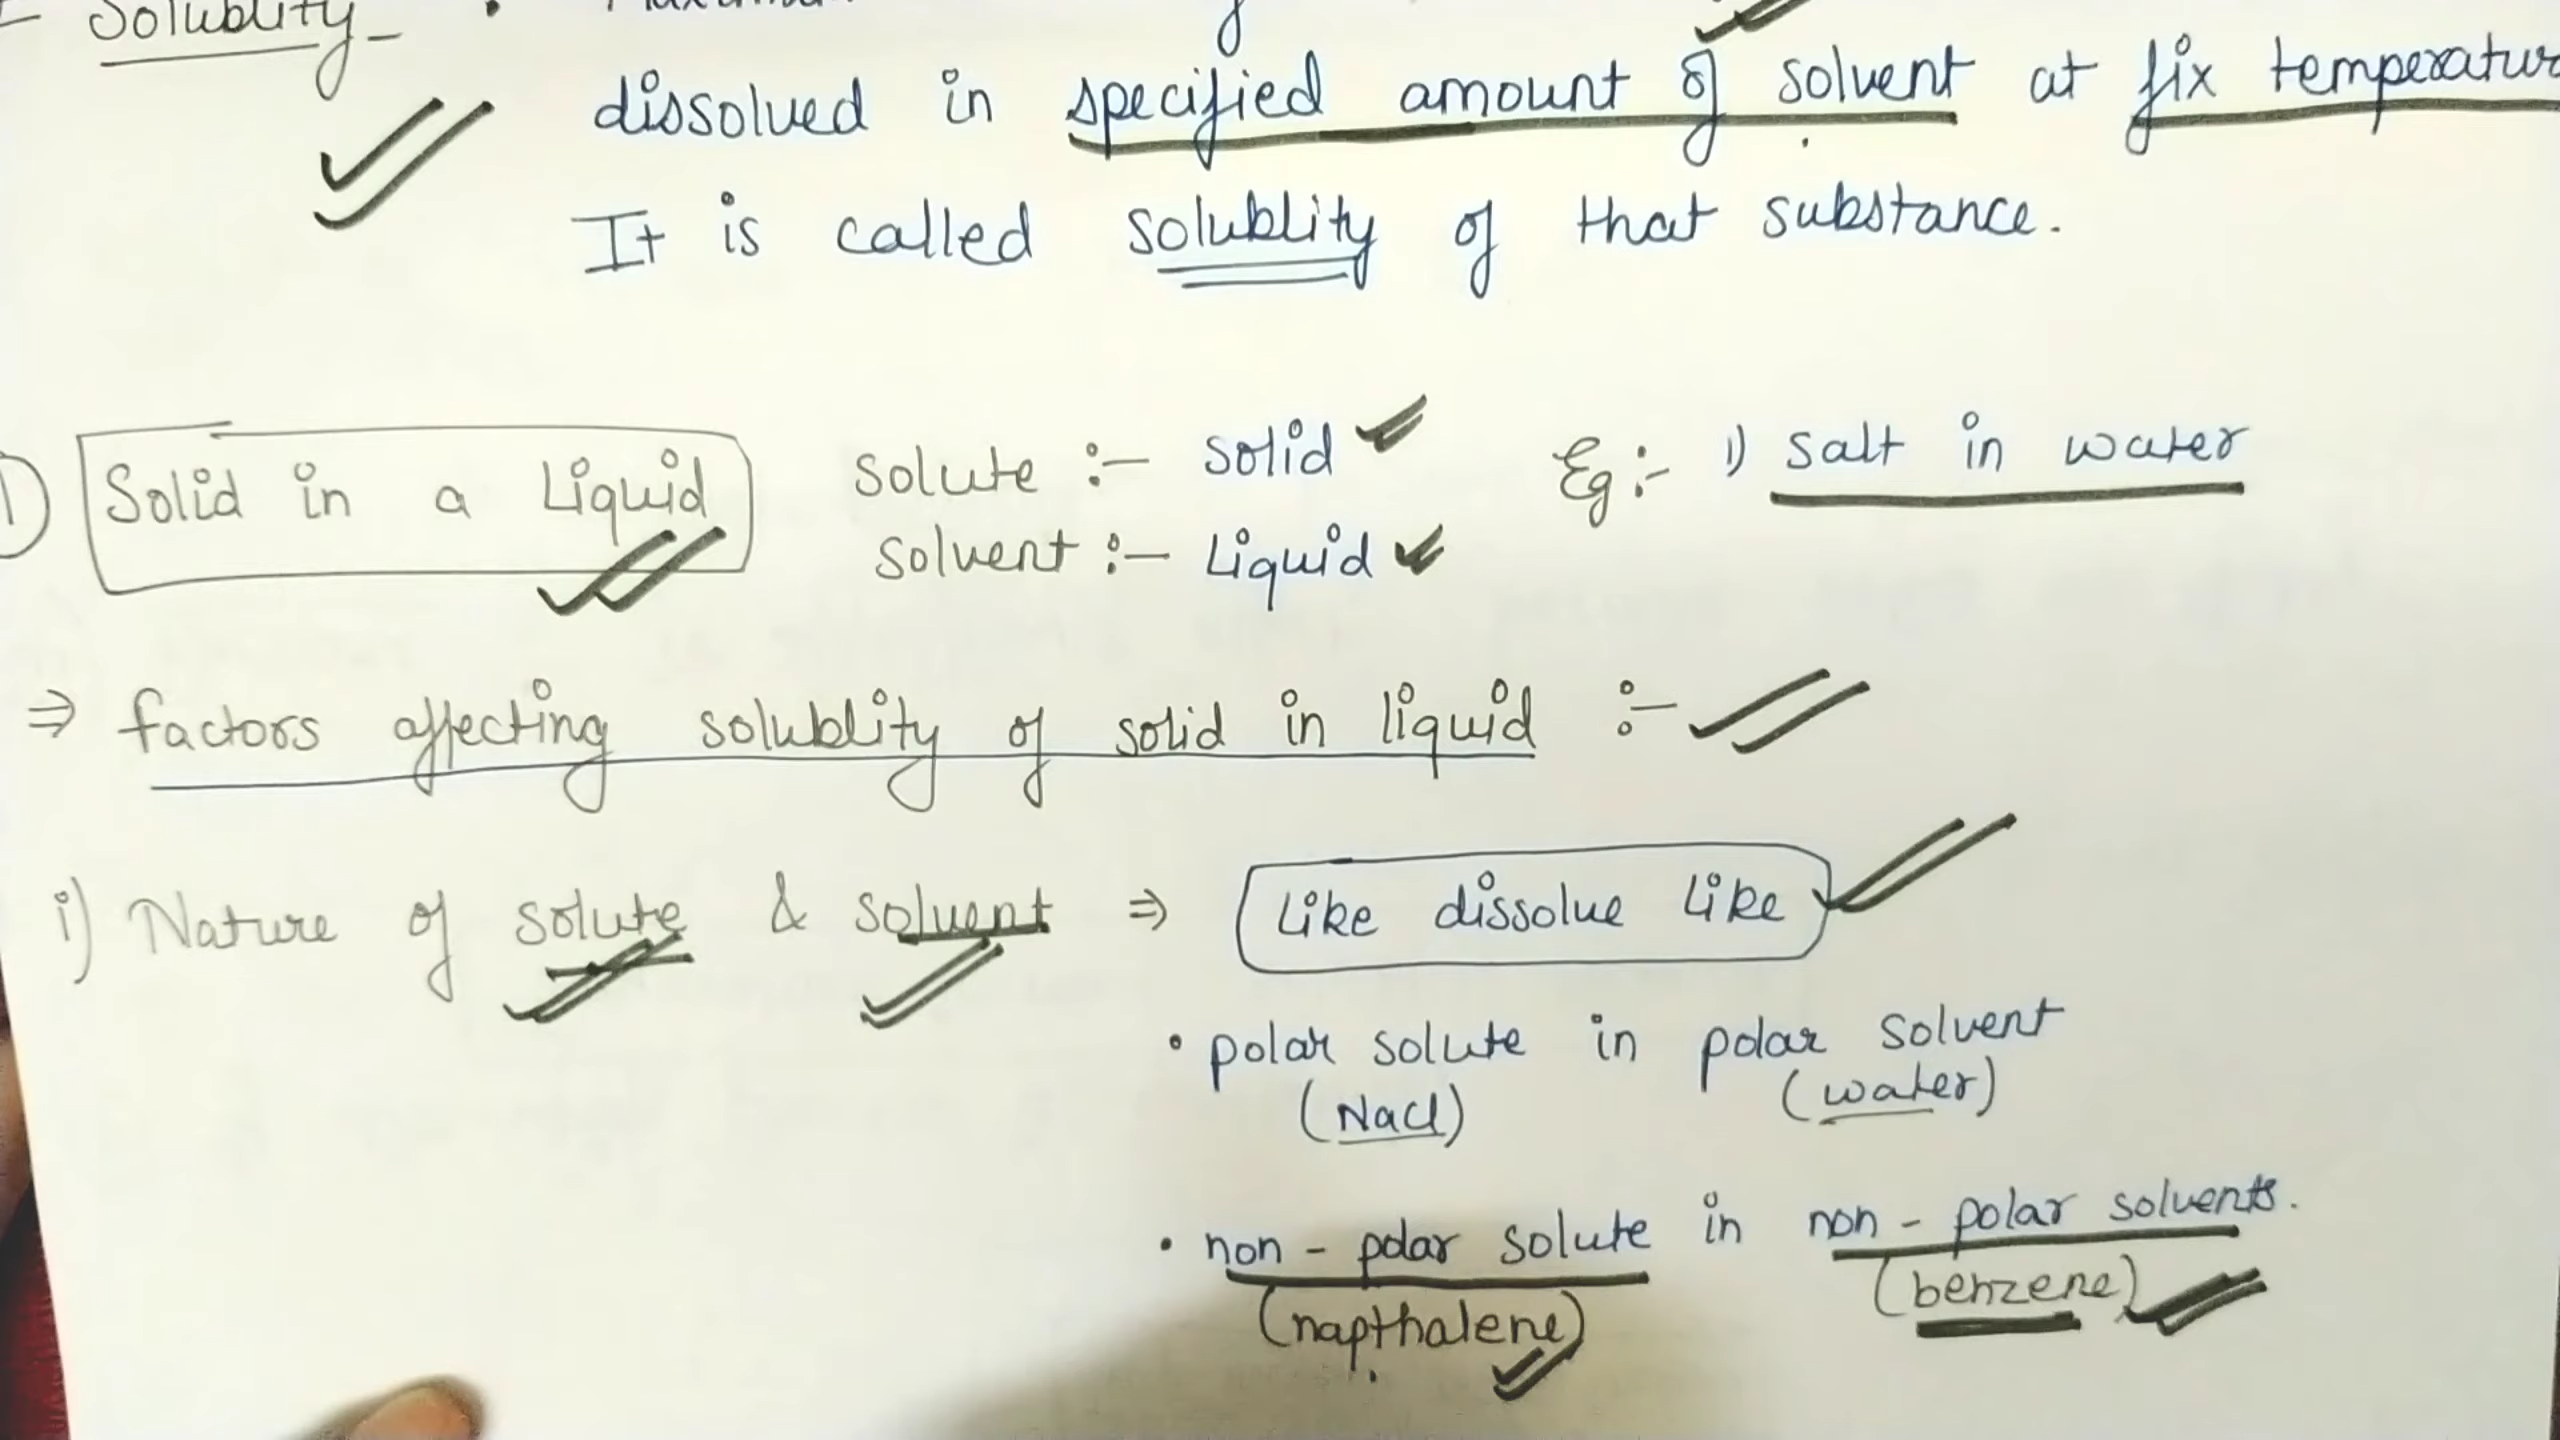 Solublity -
dissolved in specified amount of solvent at fix temperatur
It is called solublity of that substance.
1) Solid in a Liquid solute :- solid Eg :- 1) salt in water
solvent :- Liquid
⇒ factors affecting solublity of solid in liquid :-
i) Nature of solute & solvent ⇒ Like dissolve Like
• polar solute in polar solvent
(NaCl) (water)
• non - polar solute in non - polar solvents.
(napthalene) (benzene)